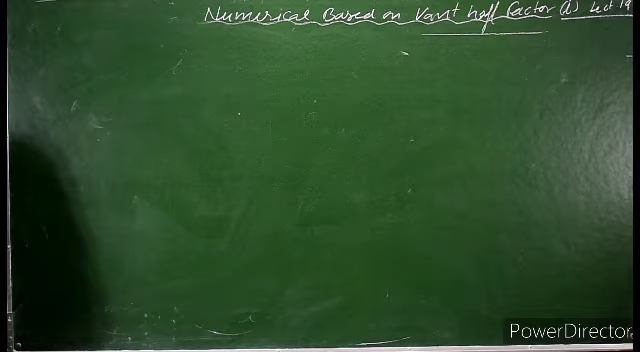 Numerical Based on Vant hoff factor (i) Lect 19
PowerDirector